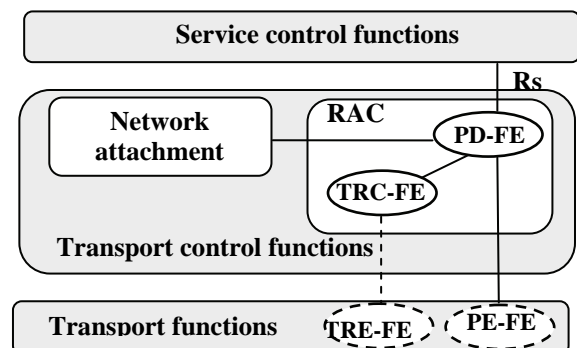 Service control functions
Rs
Network
attachment
RAC
PD-FE
TRC-FE
Transport control functions
Transport functions
TRE-FE
PE-FE